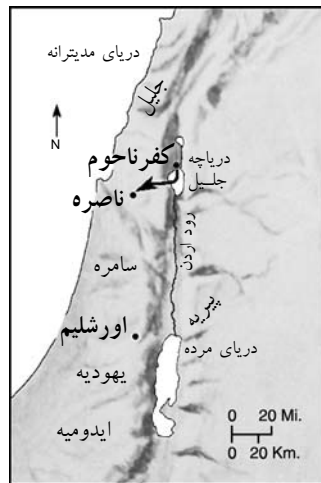 دریای مدیترانه
جلیل
N
کفرناحوم
دریاچه
جلـیل
ناصره
رود اردن
سامره
پیریه
اورشلیم
دریای مرده
یهودیه
ایدومیه
0 20 Mi.
0 20 Km.